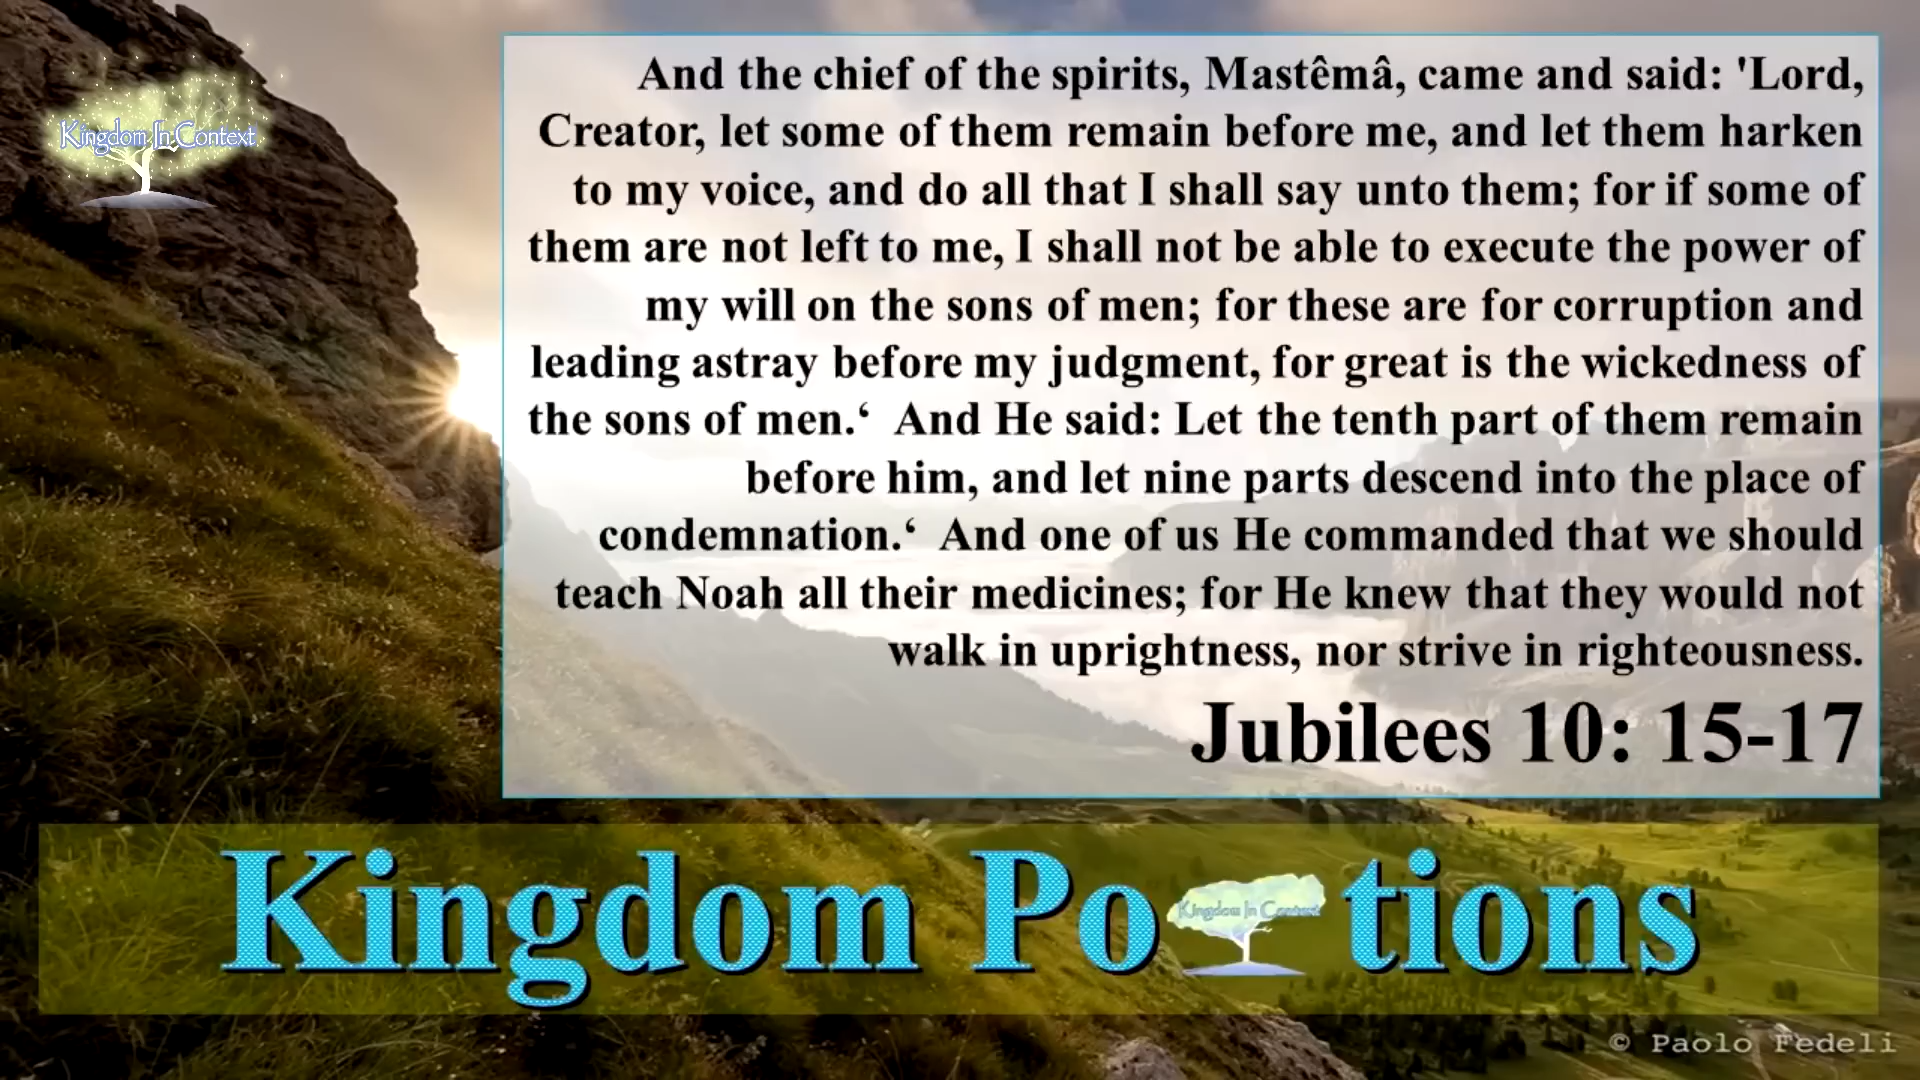 Kingdom In Context
And the chief of the spirits, Mastêmâ, came and said: 'Lord,
Creator, let some of them remain before me, and let them harken
to my voice, and do all that I shall say unto them; for if some of
them are not left to me, I shall not be able to execute the power of
my will on the sons of men; for these are for corruption and
leading astray before my judgment, for great is the wickedness of
the sons of men.‘ And He said: Let the tenth part of them remain
before him, and let nine parts descend into the place of
condemnation.‘ And one of us He commanded that we should
teach Noah all their medicines; for He knew that they would not
walk in uprightness, nor strive in righteousness.
Jubilees 10: 15-17
Kingdom Po tions
Kingdom In Context
© Paolo Fedeli